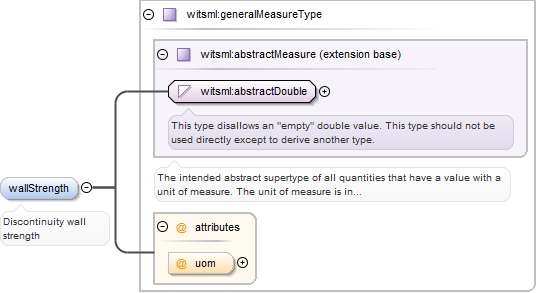 witsml:generalMeasureType
witsml:abstractMeasure (extension base)
witsml:abstractDouble
This type disallows an "empty" double value. This type should not be
used directly except to derive another type.
The intended abstract supertype of all quantities that have a value with a
unit of measure. The unit of measure is in...
wallStrength
Discontinuity wall
strength
@ attributes
@ uom